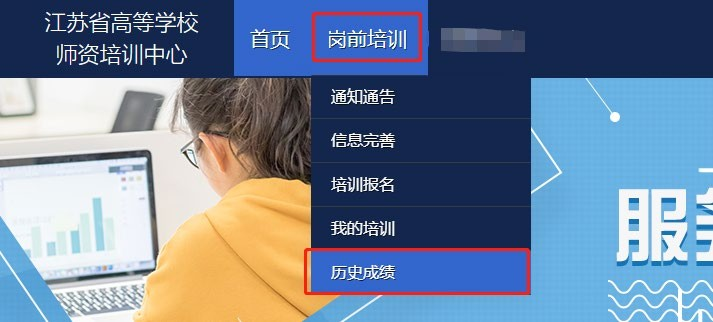 江苏省高等学校
师资培训中心
首页
岗前培训
通知通告
信息完善
培训报名
我的培训
历史成绩
服务